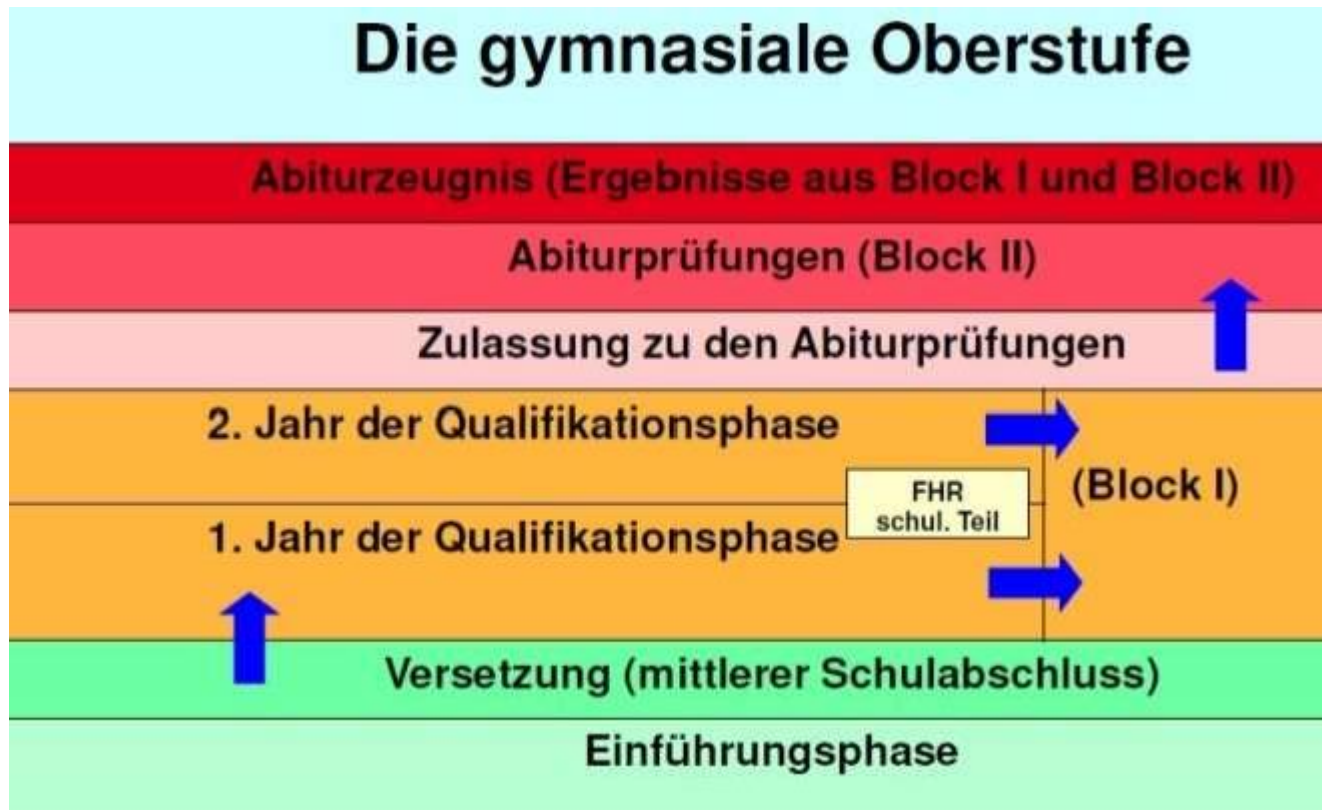 Die gymnasiale Oberstufe
Abiturzeugnis (Ergebnisse aus Block I und Block II)
Abiturprüfungen (Block II)
Zulassung zu den Abiturprüfungen
2. Jahr der Qualifikationsphase
FHR
schul. Teil
(Block I)
1. Jahr der Qualifikationsphase
Versetzung (mittlerer Schulabschluss)
Einführungsphase